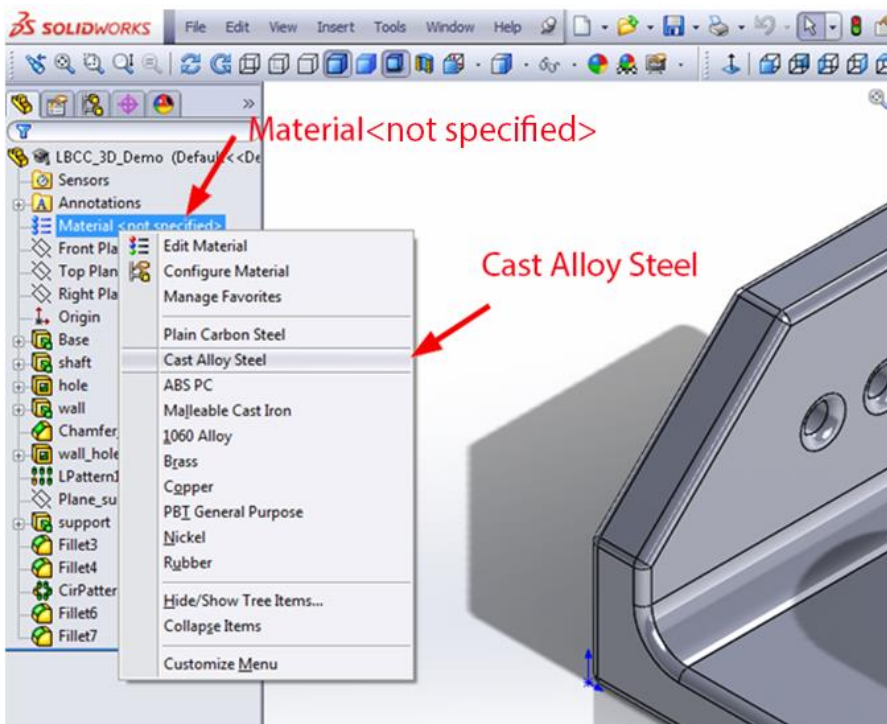 SOLIDWORKS File Edit View Insert Tools Window Help
Material<not specified>
LBCC_3D_Demo (Default<<De
Sensors
Annotations
Material <not specified>
Front Pla
Top Plan
Right Pla
Origin
Base
shaft
hole
wall
Chamfer
wall_hole
LPattern1
Plane_su
support
Fillet3
Fillet4
CirPatter
Fillet6
Fillet7
Edit Material
Configure Material
Manage Favorites
Plain Carbon Steel
Cast Alloy Steel
ABS PC
Malleable Cast Iron
1060 Alloy
Brass
Copper
PBT General Purpose
Nickel
Rubber
Hide/Show Tree Items...
Collapse Items
Customize Menu
Cast Alloy Steel